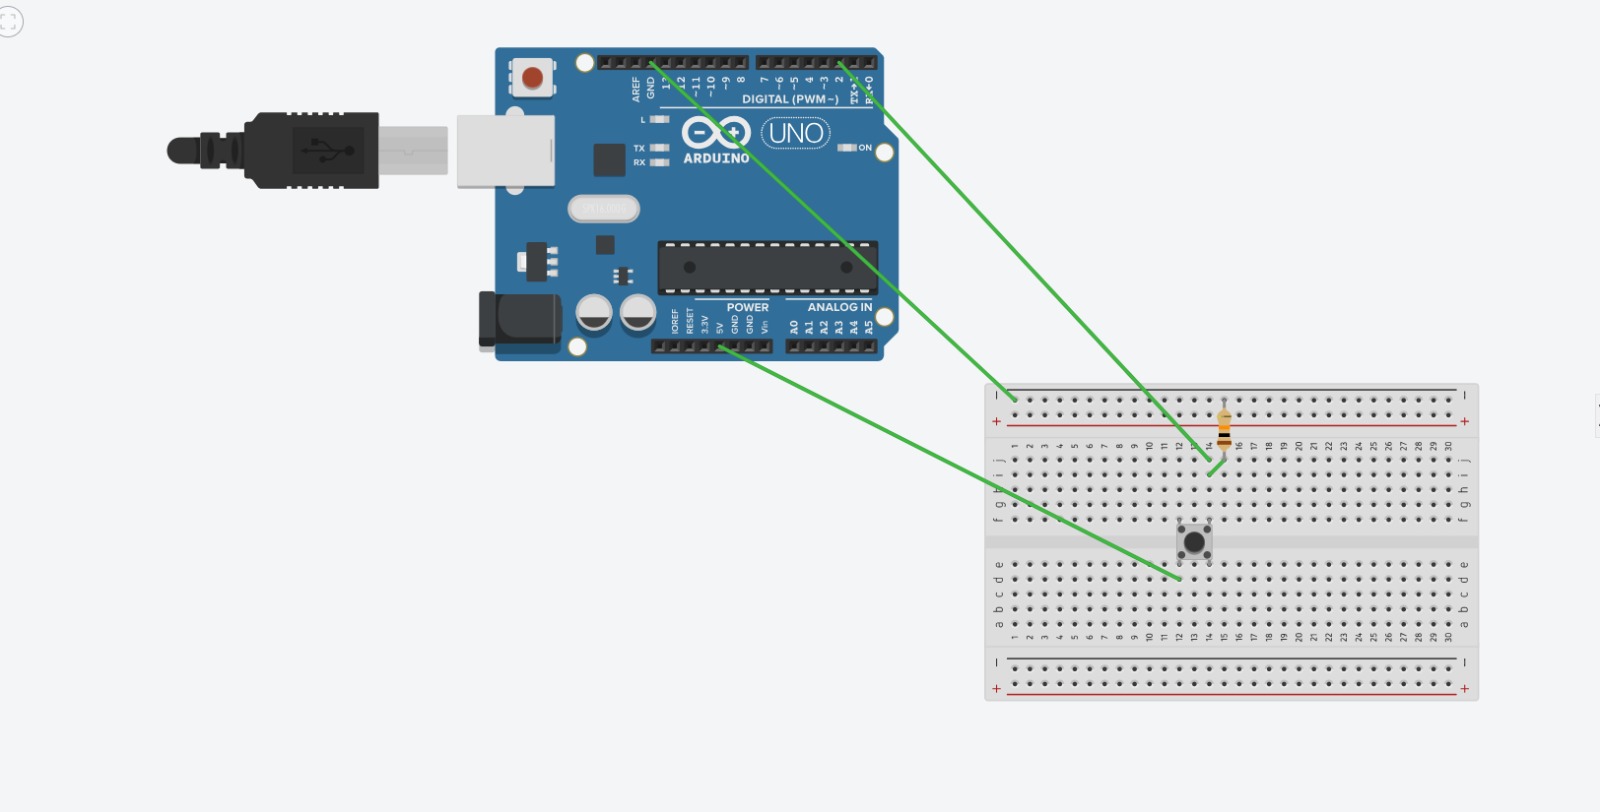 AREF
GND
13
12
~11
~10
~9
8
7
~6
~5
4
~3
2
DIGITAL (PWM~)
L
TX
RX
ARDUINO
UNO
ON
POWER
ANALOG IN
IOREF
RESET
3.3V
5V
GND
GND
Vin
A0
A1
A2
A3
A4
A5
− −
+ +
1 2 3 4 5 6 7 8 9 10 11 12 13 14 15 16 17 18 19 20 21 22 23 24 25 26 27 28 29 30
j j
i i
h h
g g
f f
e e
d d
c c
b b
a a
1 2 3 4 5 6 7 8 9 10 11 12 13 14 15 16 17 18 19 20 21 22 23 24 25 26 27 28 29 30
− −
+ +